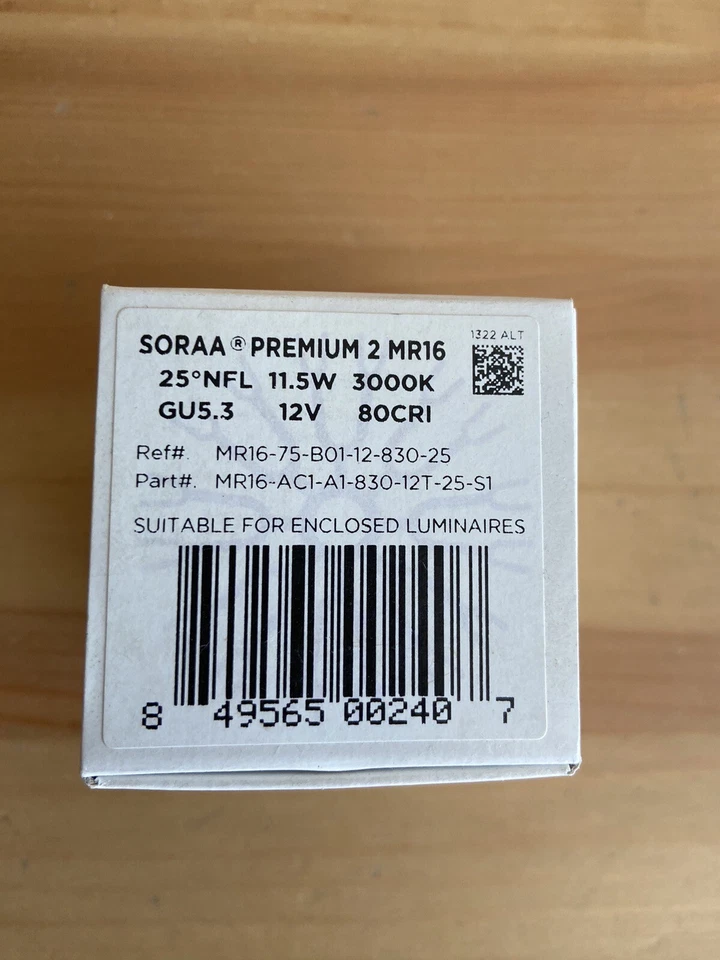 1322 ALT
SORAA® PREMIUM 2 MR16
25°NFL 11.5W 3000K
GU5.3 12V 80CRI
Ref#. MR16-75-B01-12-830-25
Part#. MR16-AC1-A1-830-12T-25-S1
SUITABLE FOR ENCLOSED LUMINAIRES
8 49565 00240 7